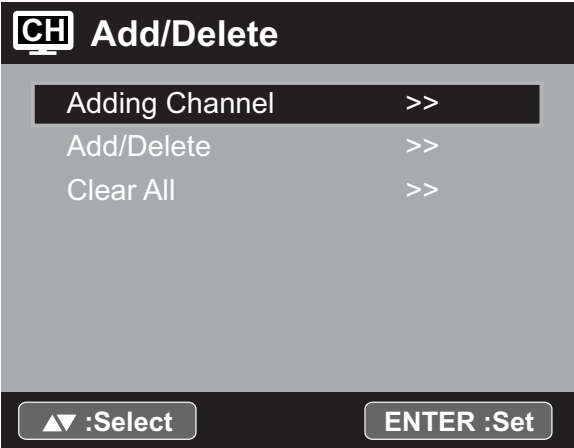 CH Add/Delete
Adding Channel >>
Add/Delete >>
Clear All >>
▲▼ :Select ENTER :Set